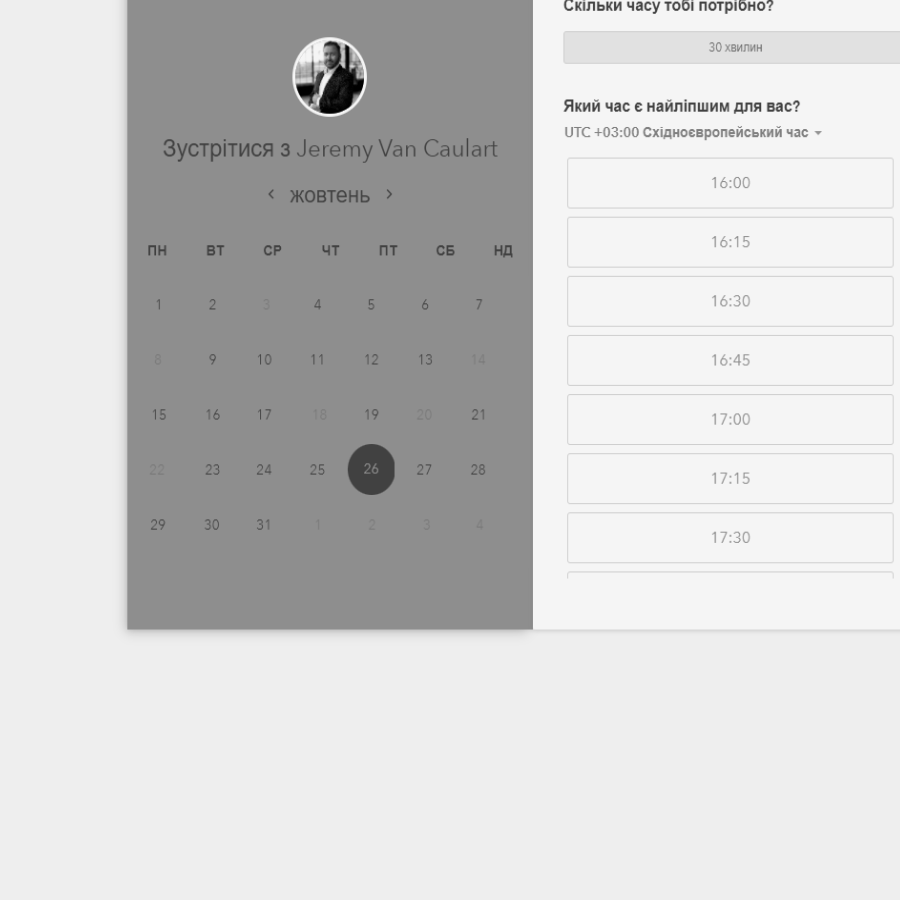 Зустрітися з Jeremy Van Caulart
жовтень
ПН ВТ СР ЧТ ПТ СБ НД
1 2 3 4 5 6 7
8 9 10 11 12 13 14
15 16 17 18 19 20 21
22 23 24 25 26 27 28
29 30 31 1 2 3 4
Скільки часу тобі потрібно?
30 хвилин
Який час є найліпшим для вас?
UTC +03:00 Східноєвропейський час
16:00
16:15
16:30
16:45
17:00
17:15
17:30